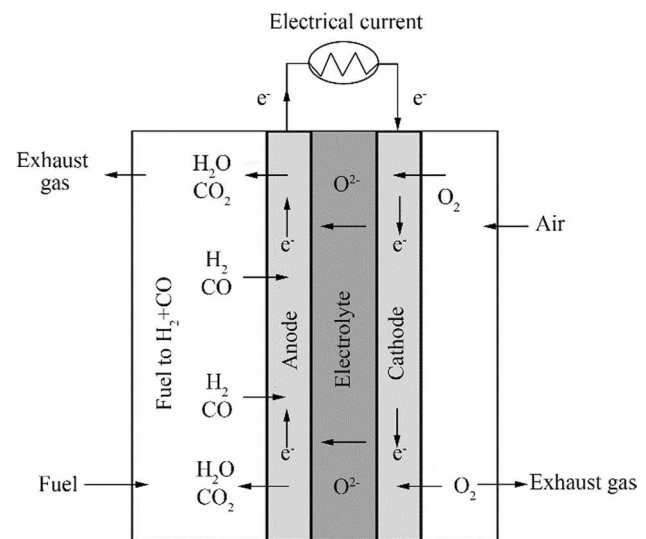 Electrical current
e-
e-
Exhaust
gas
H2O
CO2
O2-
O2
Air
e-
e-
H2
CO
Fuel to H2+CO
Anode
Electrolyte
Cathode
H2
CO
e-
e-
Fuel
H2O
CO2
O2-
O2
Exhaust gas